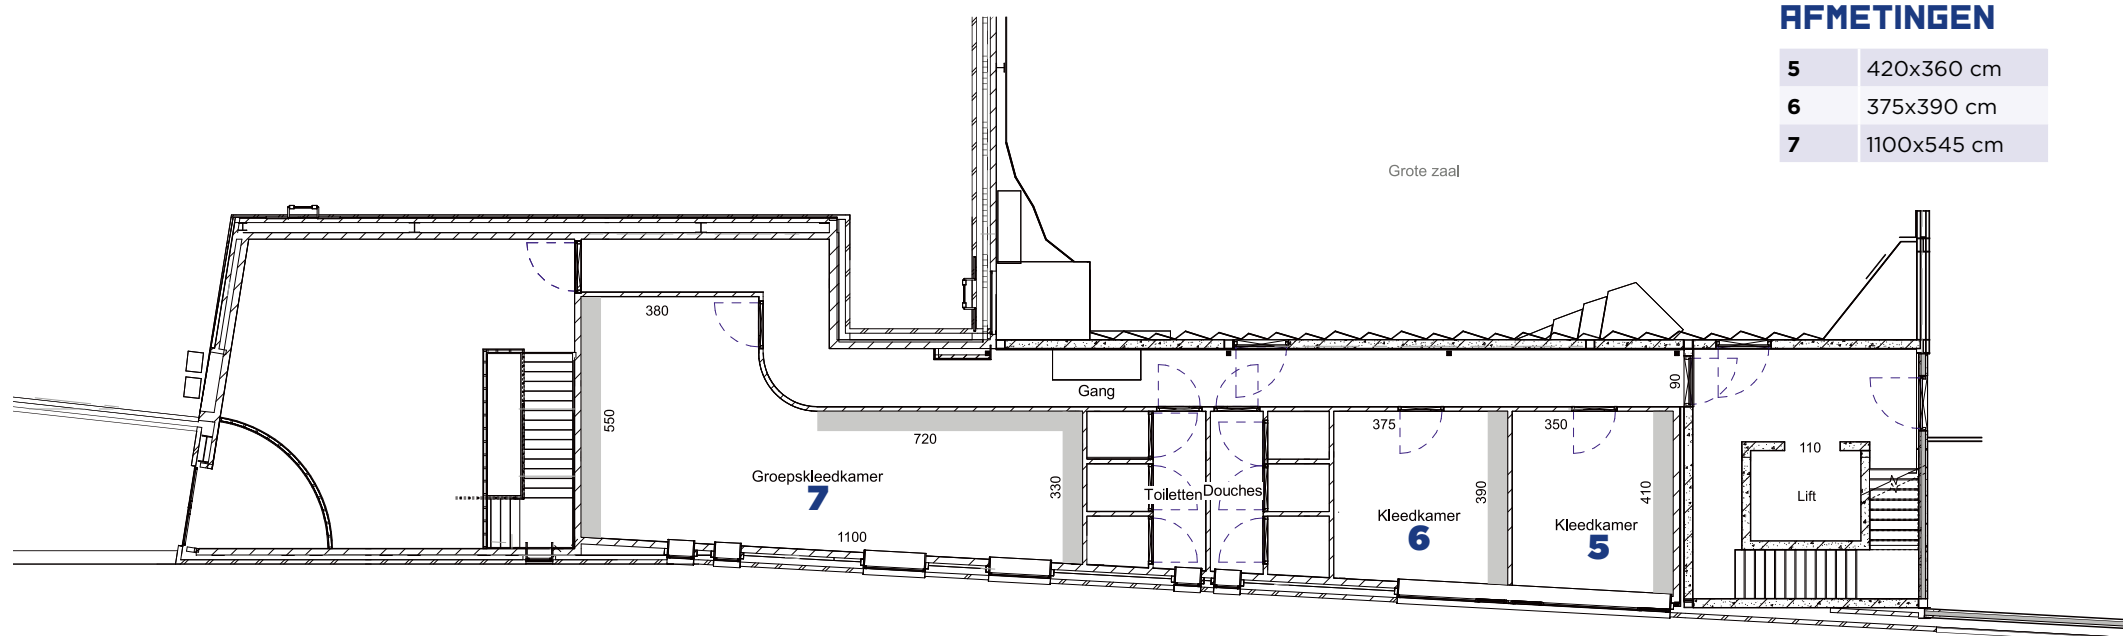 AFMETINGEN
5 420x360 cm
6 375x390 cm
7 1100x545 cm
Grote zaal
380
Gang
90
550
720
375
350
110
Groepskleedkamer
7
330
Toiletten
Douches
390
410
Lift
Kleedkamer
6
Kleedkamer
5
1100